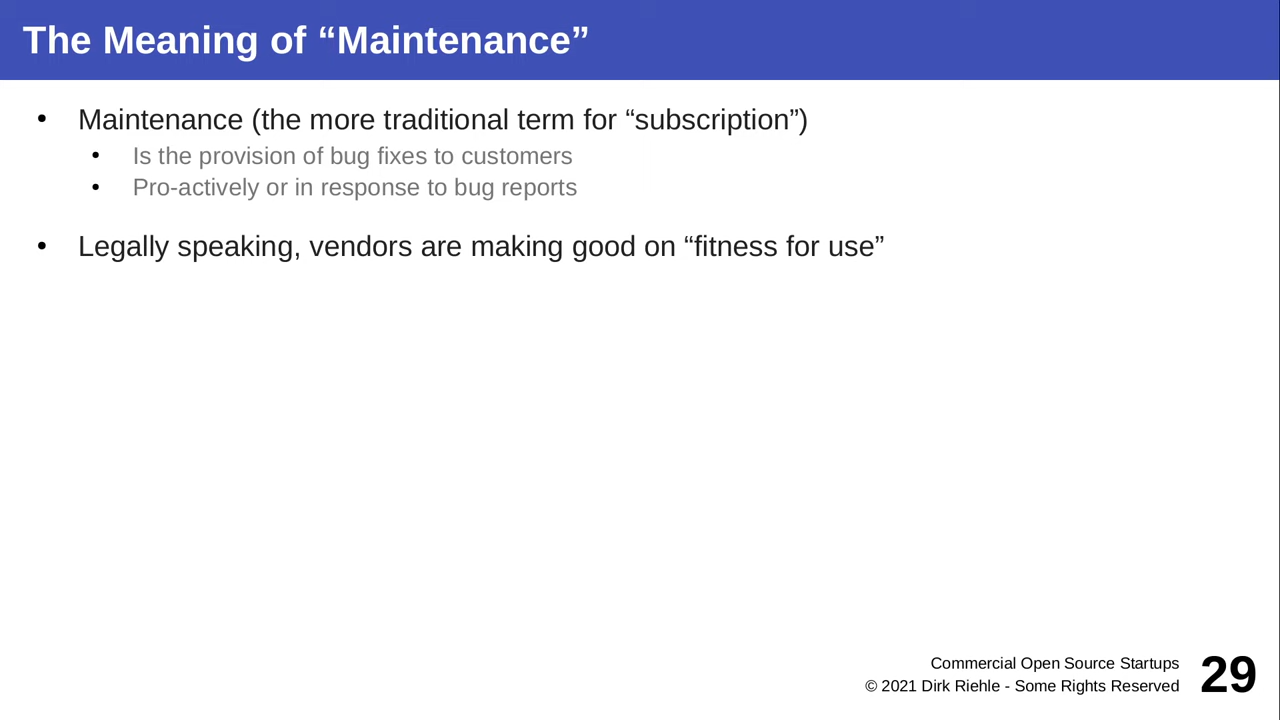 The Meaning of “Maintenance”
• Maintenance (the more traditional term for “subscription”)
• Is the provision of bug fixes to customers
• Pro-actively or in response to bug reports
• Legally speaking, vendors are making good on “fitness for use”
Commercial Open Source Startups
© 2021 Dirk Riehle - Some Rights Reserved
29